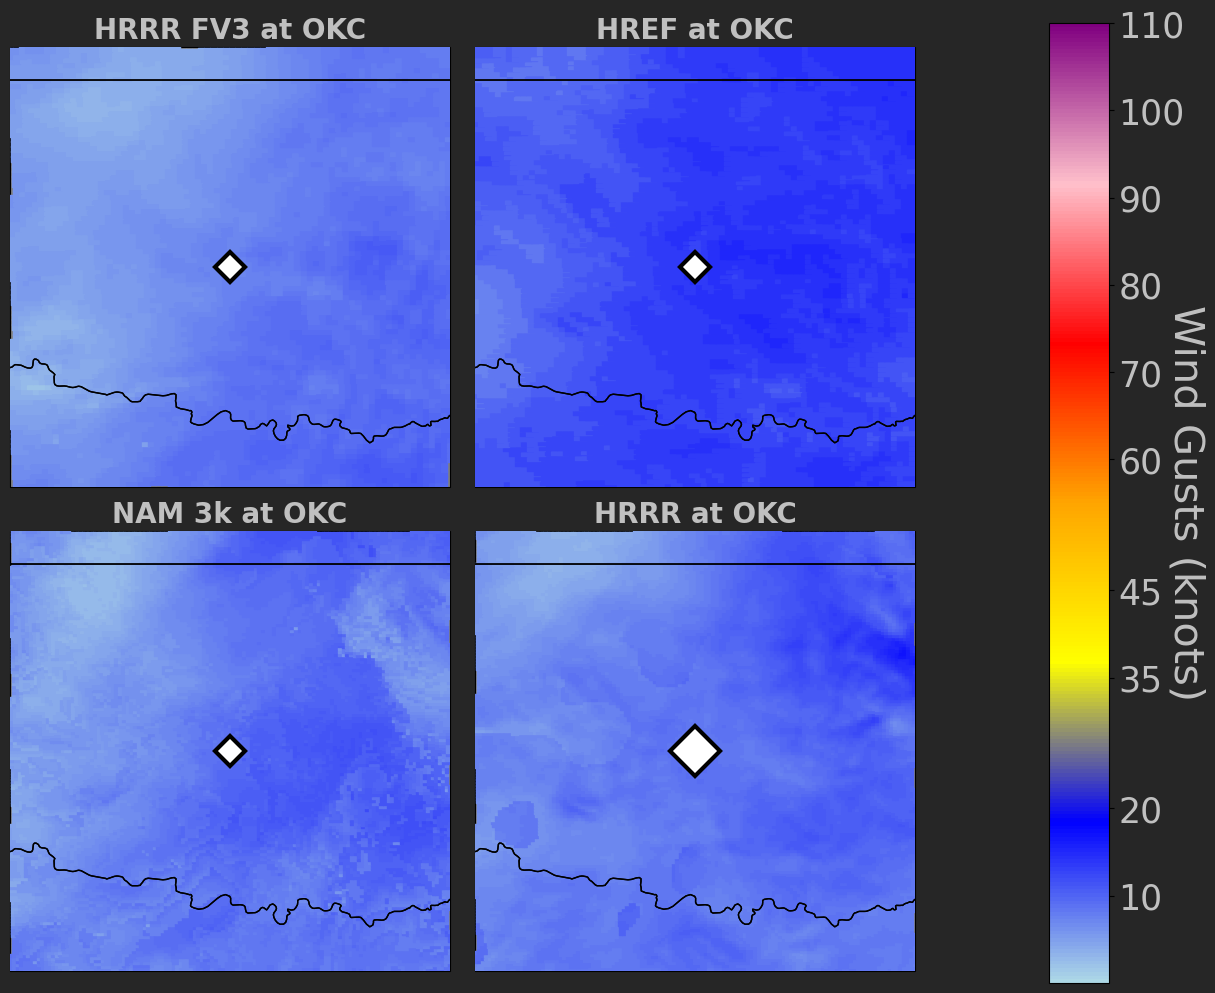 HRRR FV3 at OKC
HREF at OKC
NAM 3k at OKC
HRRR at OKC
110
100
90
80
70
60
45
35
20
10
Wind Gusts (knots)